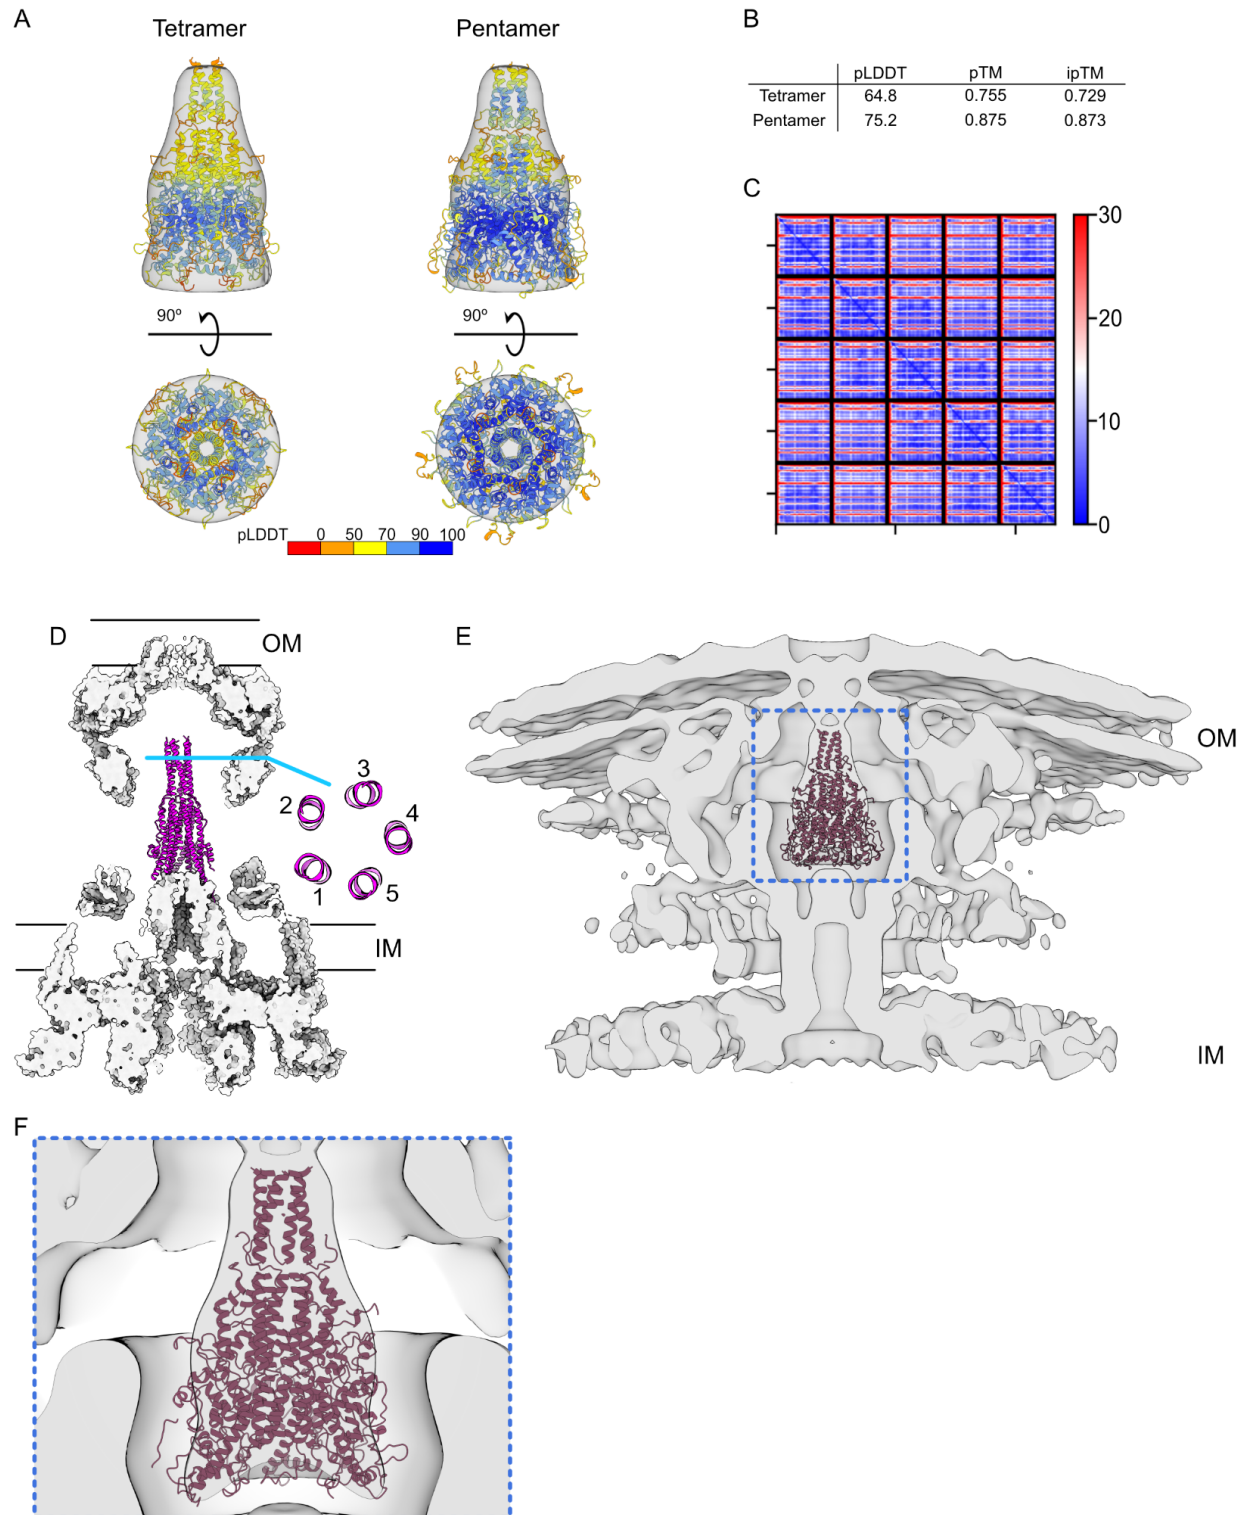 A
Tetramer
Pentamer
90º
90º
pLDDT 0 50 70 90 100
B
pLDDT pTM ipTM
Tetramer 64.8 0.755 0.729
Pentamer 75.2 0.875 0.873
C
30
20
10
0
D
OM
3
2
4
1
5
IM
E
OM
IM
F